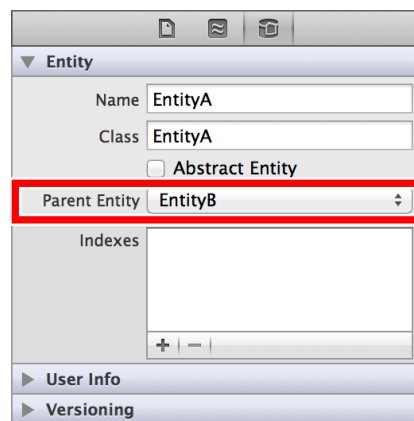 Entity
Name EntityA
Class EntityA
Abstract Entity
Parent Entity EntityB
Indexes
User Info
Versioning